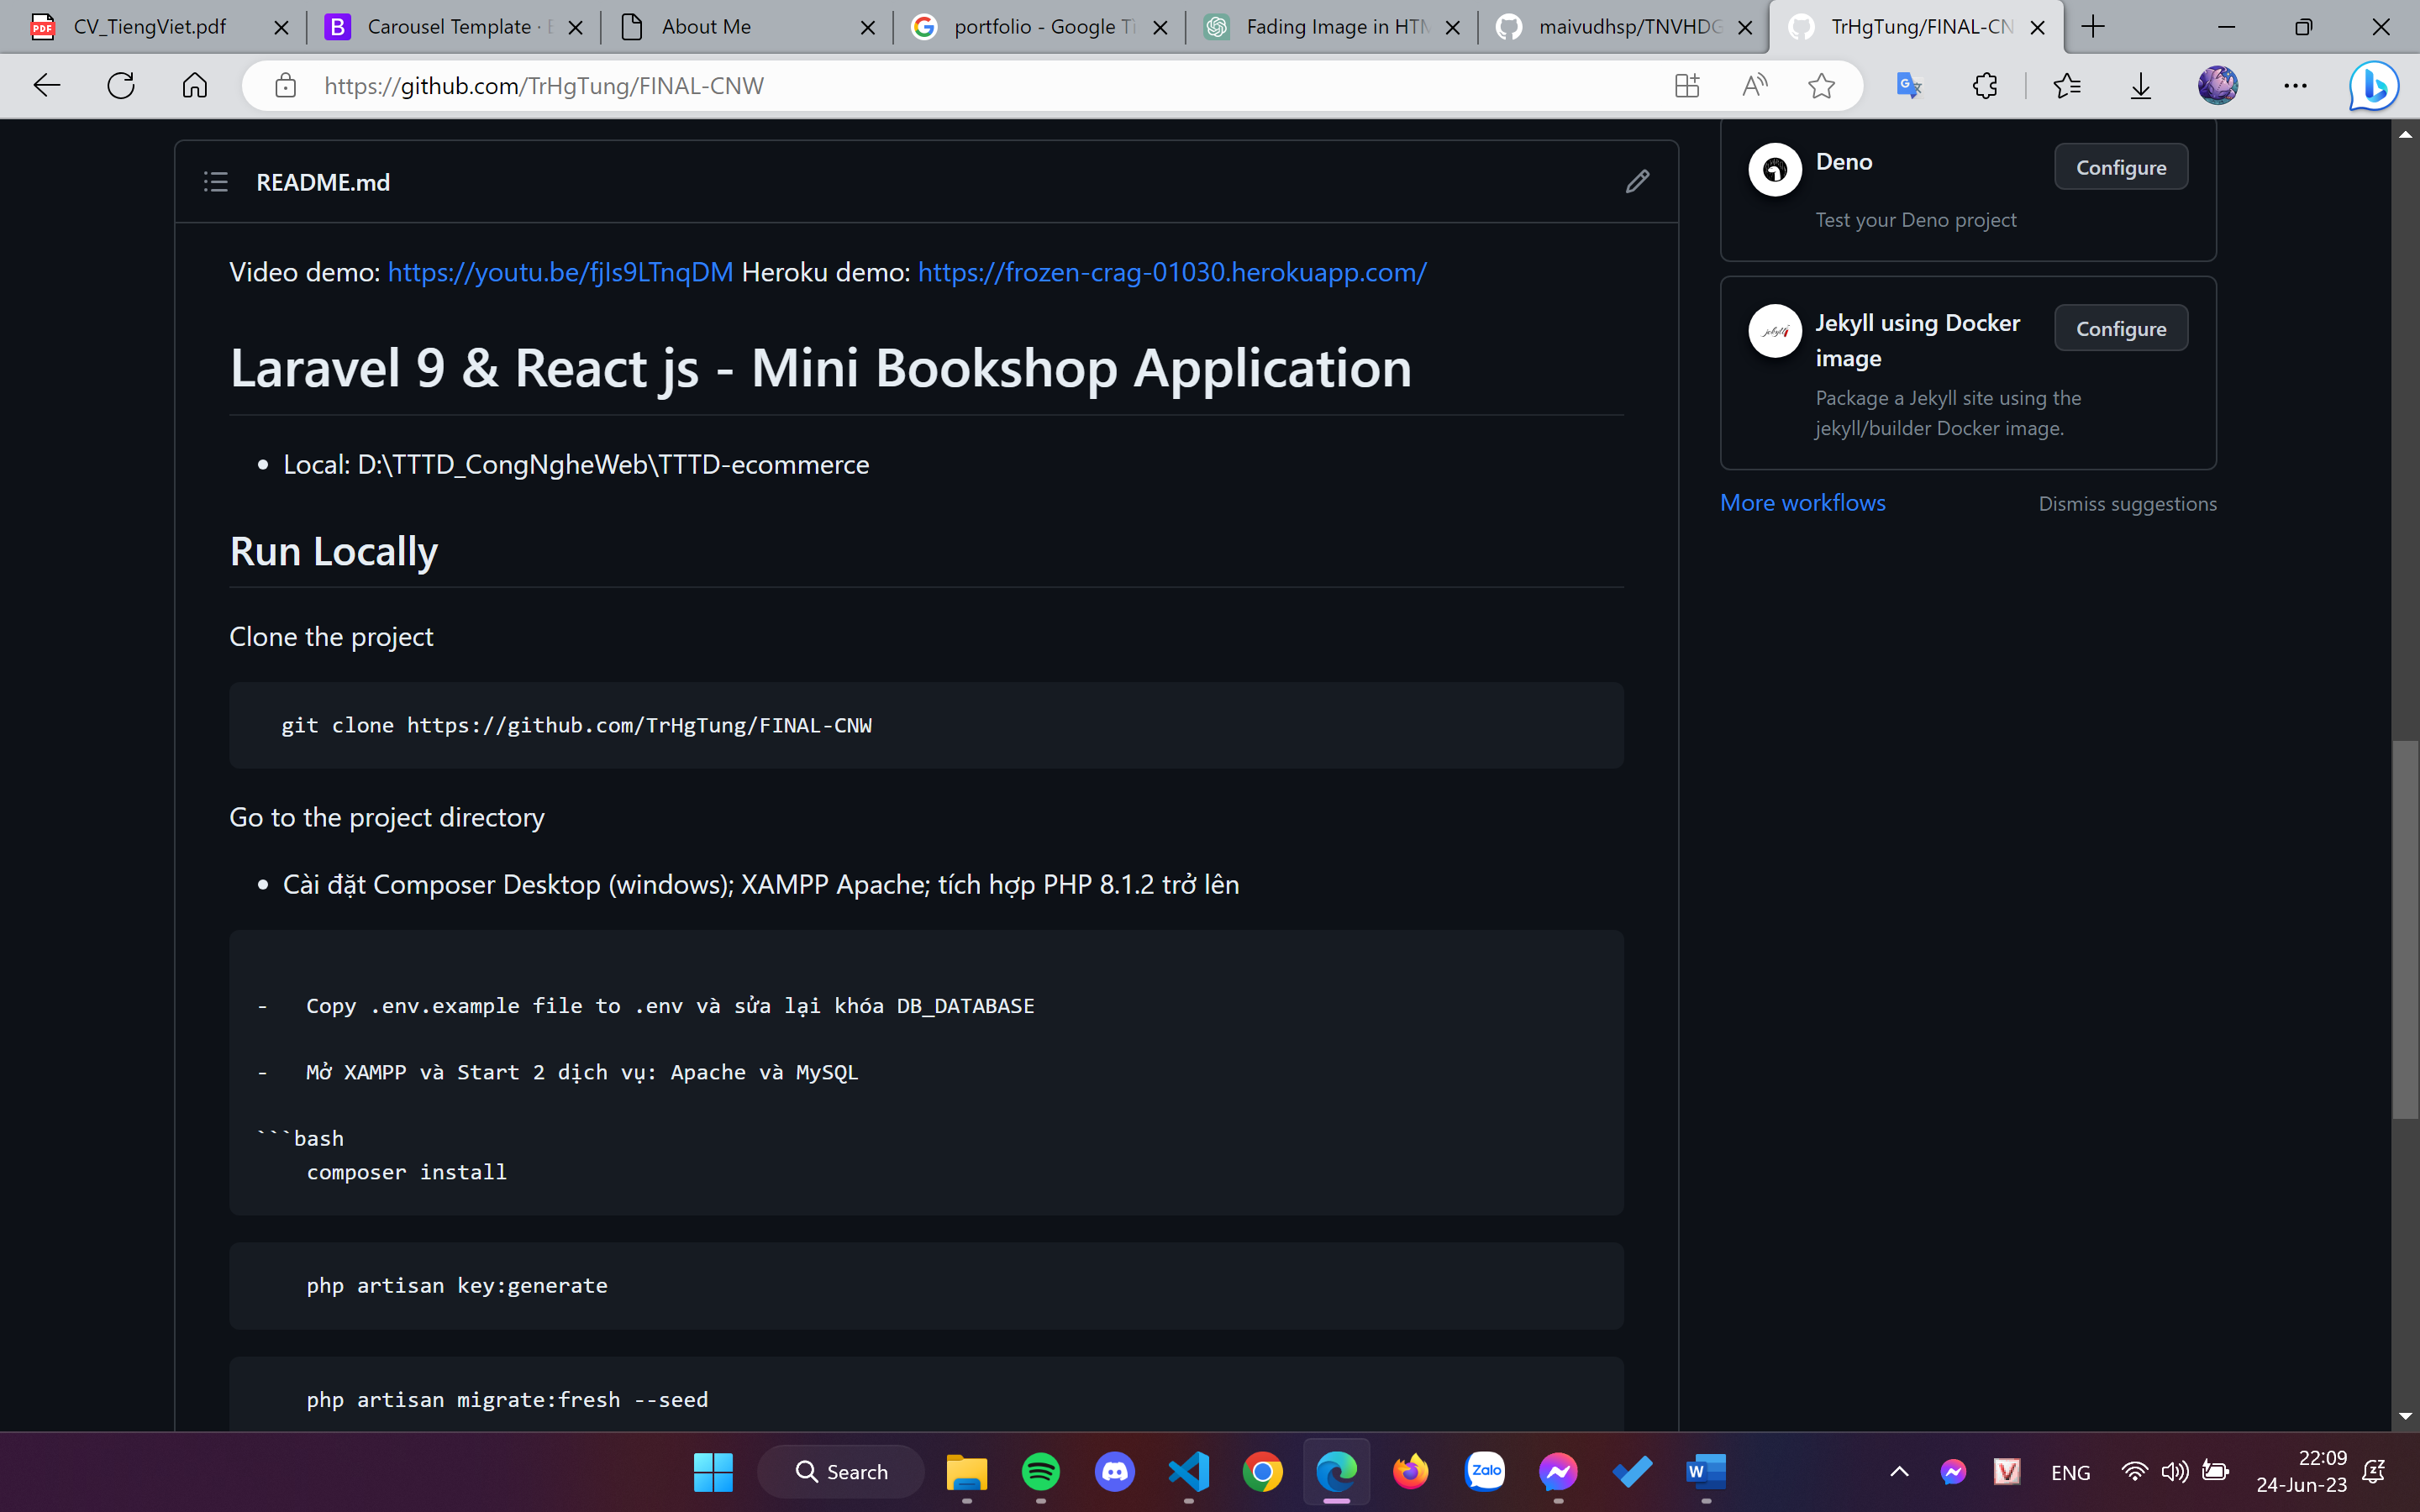 CV_TiengViet.pdf
Carousel Template · B
About Me
portfolio - Google Tì
Fading Image in HTM
maivudhsp/TNVHDG
TrHgTung/FINAL-CN
https://github.com/TrHgTung/FINAL-CNW
README.md
Video demo: https://youtu.be/fjIs9LTnqDM Heroku demo: https://frozen-crag-01030.herokuapp.com/
Laravel 9 & React js - Mini Bookshop Application
Local: D:\TTTD_CongNgheWeb\TTTD-ecommerce
Run Locally
Clone the project
git clone https://github.com/TrHgTung/FINAL-CNW
Go to the project directory
Cài đặt Composer Desktop (windows); XAMPP Apache; tích hợp PHP 8.1.2 trở lên
- Copy .env.example file to .env và sửa lại khóa DB_DATABASE
- Mở XAMPP và Start 2 dịch vụ: Apache và MySQL
```bash
composer install
php artisan key:generate
php artisan migrate:fresh --seed
Deno
Configure
Test your Deno project
Jekyll using Docker
image
Configure
Package a Jekyll site using the
jekyll/builder Docker image.
More workflows
Dismiss suggestions
Search
Zalo
ENG
22:09
24-Jun-23